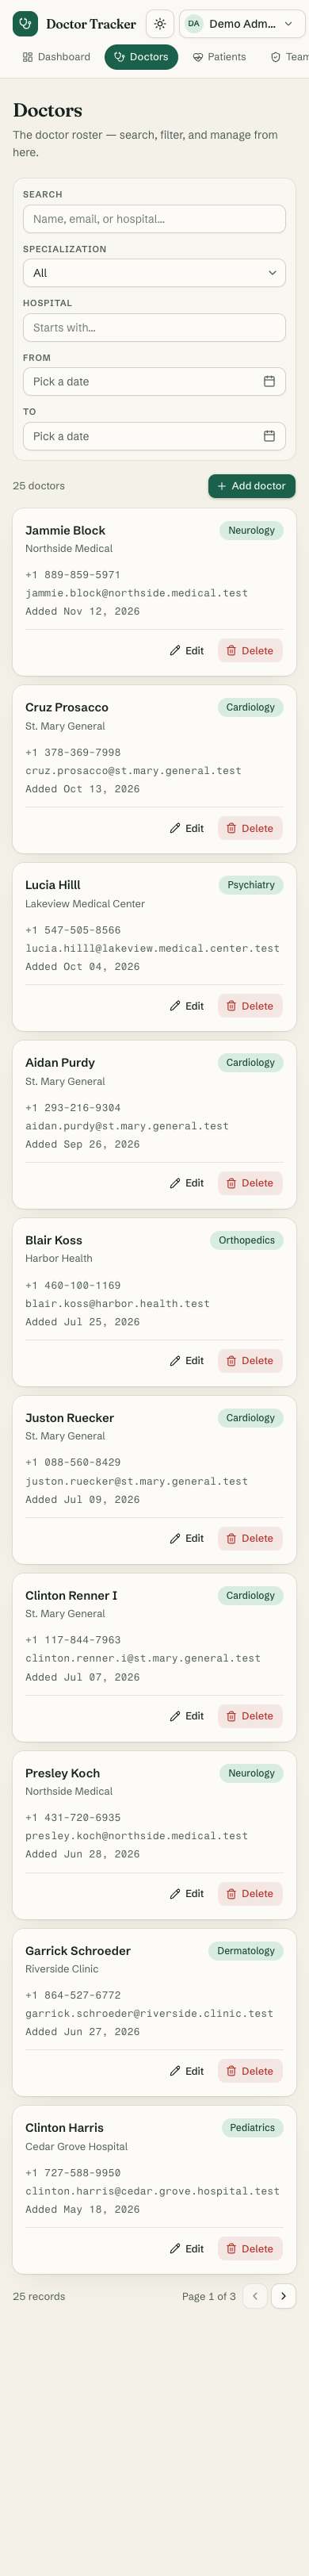 Doctor Tracker
DA Demo Adm...
Dashboard Doctors Patients Team
Doctors
The doctor roster — search, filter, and manage from
here.
SEARCH
Name, email, or hospital...
SPECIALIZATION
All
HOSPITAL
Starts with...
FROM
Pick a date
TO
Pick a date
25 doctors + Add doctor
Jammie Block Neurology
Northside Medical
+1 889-859-5971
jammie.block@northside.medical.test
Added Nov 12, 2026
Edit Delete
Cruz Prosacco Cardiology
St. Mary General
+1 378-369-7998
cruz.prosacco@st.mary.general.test
Added Oct 13, 2026
Edit Delete
Lucia Hilll Psychiatry
Lakeview Medical Center
+1 547-505-8566
lucia.hilll@lakeview.medical.center.test
Added Oct 04, 2026
Edit Delete
Aidan Purdy Cardiology
St. Mary General
+1 293-216-9304
aidan.purdy@st.mary.general.test
Added Sep 26, 2026
Edit Delete
Blair Koss Orthopedics
Harbor Health
+1 460-100-1169
blair.koss@harbor.health.test
Added Jul 25, 2026
Edit Delete
Juston Ruecker Cardiology
St. Mary General
+1 088-560-8429
juston.ruecker@st.mary.general.test
Added Jul 09, 2026
Edit Delete
Clinton Renner I Cardiology
St. Mary General
+1 117-844-7963
clinton.renner.i@st.mary.general.test
Added Jul 07, 2026
Edit Delete
Presley Koch Neurology
Northside Medical
+1 431-720-6935
presley.koch@northside.medical.test
Added Jun 28, 2026
Edit Delete
Garrick Schroeder Dermatology
Riverside Clinic
+1 864-527-6772
garrick.schroeder@riverside.clinic.test
Added Jun 27, 2026
Edit Delete
Clinton Harris Pediatrics
Cedar Grove Hospital
+1 727-588-9950
clinton.harris@cedar.grove.hospital.test
Added May 18, 2026
Edit Delete
25 records Page 1 of 3